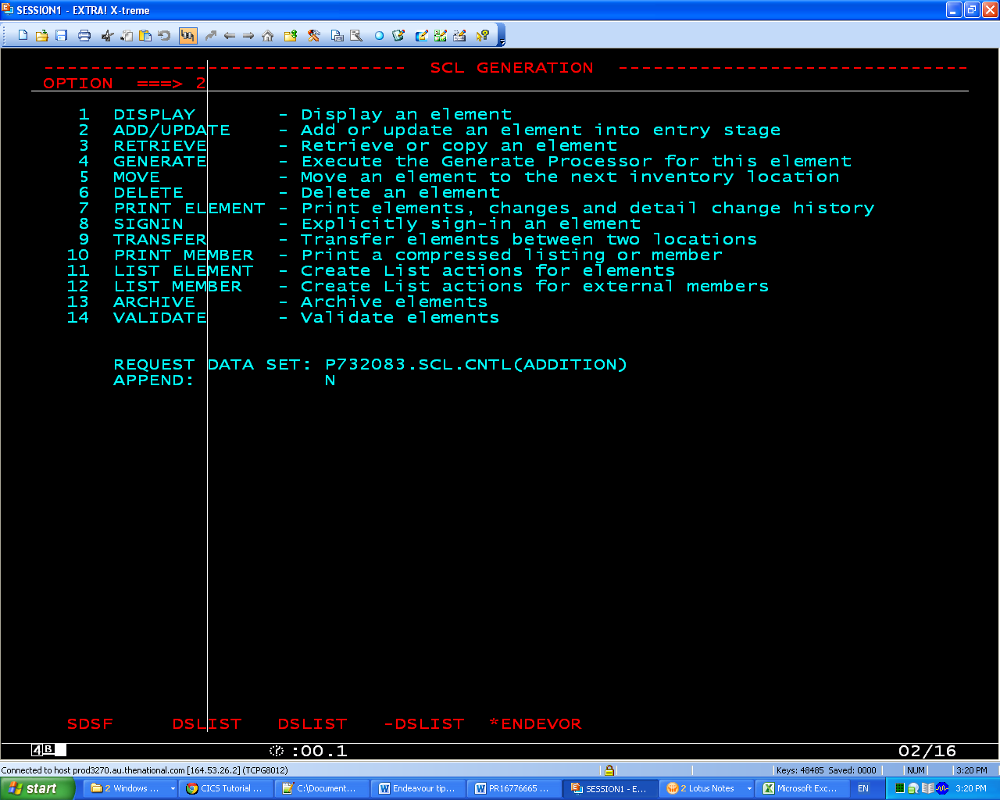 SESSION1 - EXTRA! X-treme
------------------------------- SCL GENERATION ------------------------------
OPTION ===> 2
1 DISPLAY - Display an element
2 ADD/UPDATE - Add or update an element into entry stage
3 RETRIEVE - Retrieve or copy an element
4 GENERATE - Execute the Generate Processor for this element
5 MOVE - Move an element to the next inventory location
6 DELETE - Delete an element
7 PRINT ELEMENT - Print elements, changes and detail change history
8 SIGNIN - Explicitly sign-in an element
9 TRANSFER - Transfer elements between two locations
10 PRINT MEMBER - Print a compressed listing or member
11 LIST ELEMENT - Create List actions for elements
12 LIST MEMBER - Create List actions for external members
13 ARCHIVE - Archive elements
14 VALIDATE - Validate elements
REQUEST DATA SET: P732083.SCL.CNTL(ADDITION)
APPEND: N
SDSF DSLIST DSLIST -DSLIST *ENDEVOR
4B :00.1 02/16
Connected to host prod3270.au.thenational.com [164.53.26.2] (TCPG8012) Keys: 48485 Saved: 0000 NUM 3:20 PM
start 2 Windows ... CICS Tutorial ... C:\Document... Endeavour tip... PR16776665 ... SESSION1 - E... 2 Lotus Notes Microsoft Exc... EN 3:20 PM